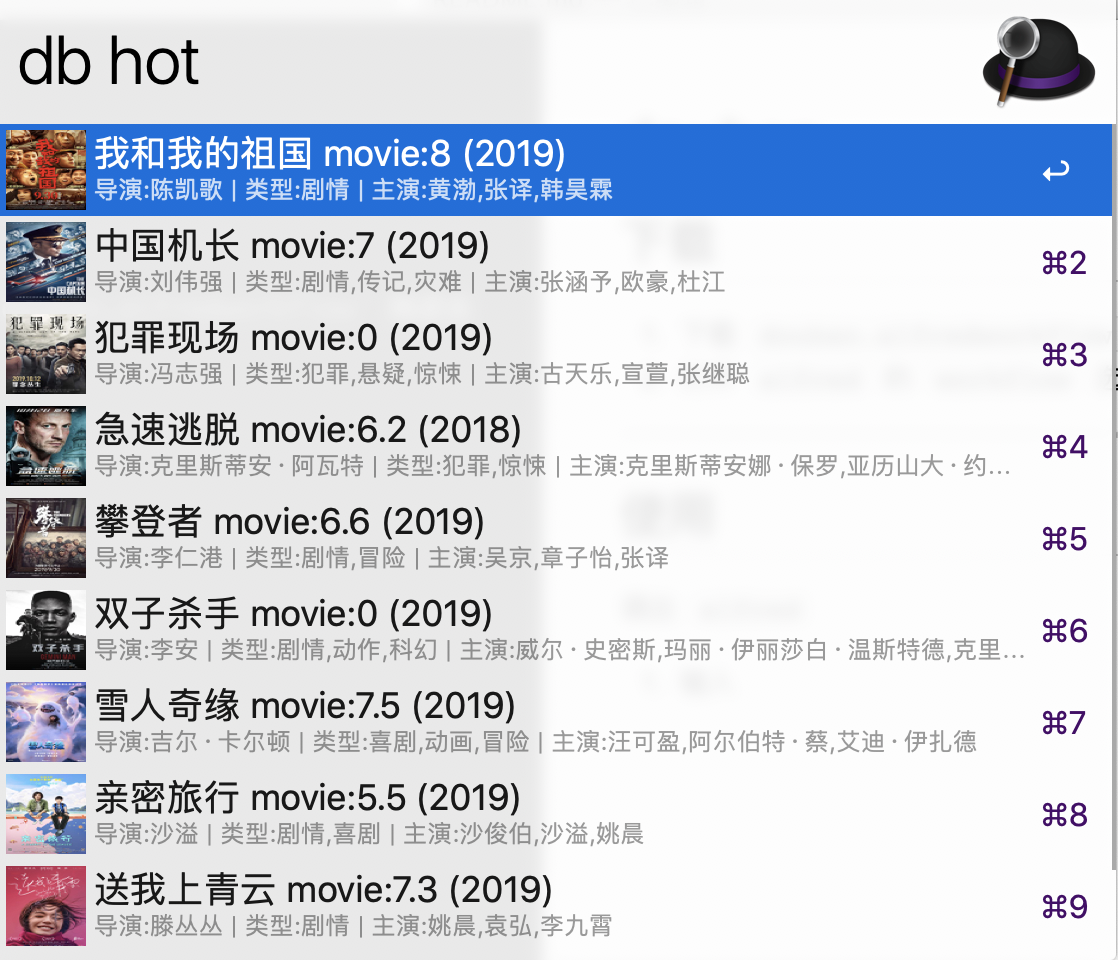 db hot
我和我的祖国 movie:8 (2019)
导演:陈凯歌 | 类型:剧情 | 主演:黄渤,张译,韩昊霖
中国机长 movie:7 (2019)
导演:刘伟强 | 类型:剧情,传记,灾难 | 主演:张涵予,欧豪,杜江
⌘2
犯罪现场 movie:0 (2019)
导演:冯志强 | 类型:犯罪,悬疑,惊悚 | 主演:古天乐,宣萱,张继聪
⌘3
急速逃脱 movie:6.2 (2018)
导演:克里斯蒂安·阿瓦特 | 类型:犯罪,惊悚 | 主演:克里斯蒂安娜·保罗,亚历山大·约…
⌘4
攀登者 movie:6.6 (2019)
导演:李仁港 | 类型:剧情,冒险 | 主演:吴京,章子怡,张译
⌘5
双子杀手 movie:0 (2019)
导演:李安 | 类型:剧情,动作,科幻 | 主演:威尔·史密斯,玛丽·伊丽莎白·温斯特德,克里…
⌘6
雪人奇缘 movie:7.5 (2019)
导演:吉尔·卡尔顿 | 类型:喜剧,动画,冒险 | 主演:汪可盈,阿尔伯特·蔡,艾迪·伊扎德
⌘7
亲密旅行 movie:5.5 (2019)
导演:沙溢 | 类型:剧情,喜剧 | 主演:沙俊伯,沙溢,姚晨
⌘8
送我上青云 movie:7.3 (2019)
导演:滕丛丛 | 类型:剧情 | 主演:姚晨,袁弘,李九霄
⌘9